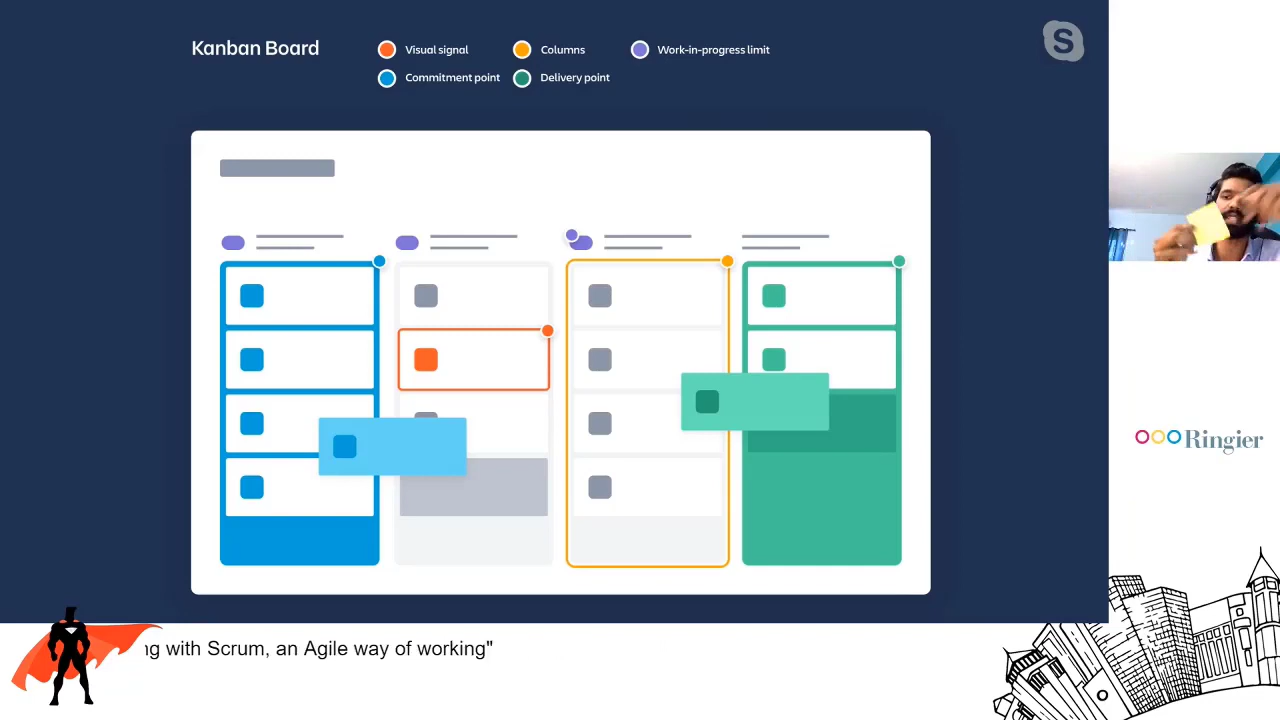 Kanban Board
Visual signal
Columns
Work-in-progress limit
Commitment point
Delivery point
S
Ringier
ng with Scrum, an Agile way of working"